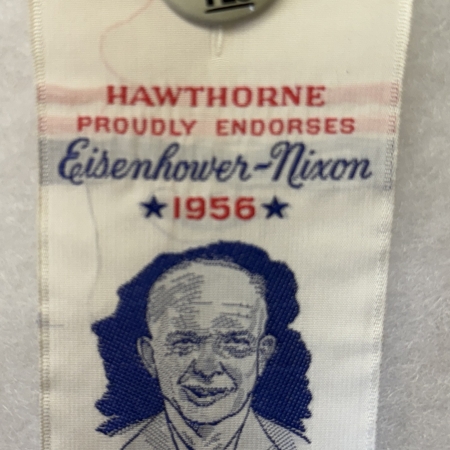 HAWTHORNE
PROUDLY ENDORSES
Eisenhower-Nixon
★1956★